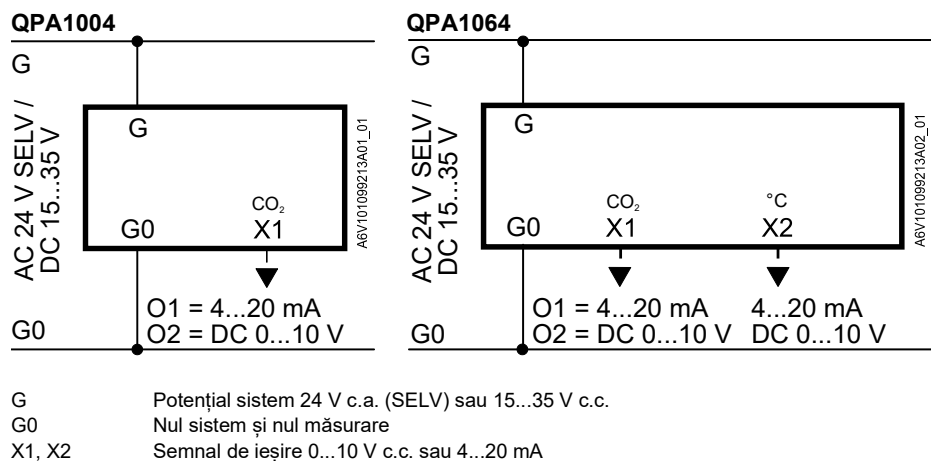 QPA1004
G
AC 24 V SELV /
DC 15...35 V
G
CO₂
G0 X1
A6V101099213A01_01
O1 = 4...20 mA
O2 = DC 0...10 V
G0
QPA1064
G
AC 24 V SELV /
DC 15...35 V
G
CO₂ °C
G0 X1 X2
A6V101099213A02_01
O1 = 4...20 mA 4...20 mA
O2 = DC 0...10 V DC 0...10 V
G0
G Potențial sistem 24 V c.a. (SELV) sau 15...35 V c.c.
G0 Nul sistem și nul măsurare
X1, X2 Semnal de ieșire 0...10 V c.c. sau 4...20 mA